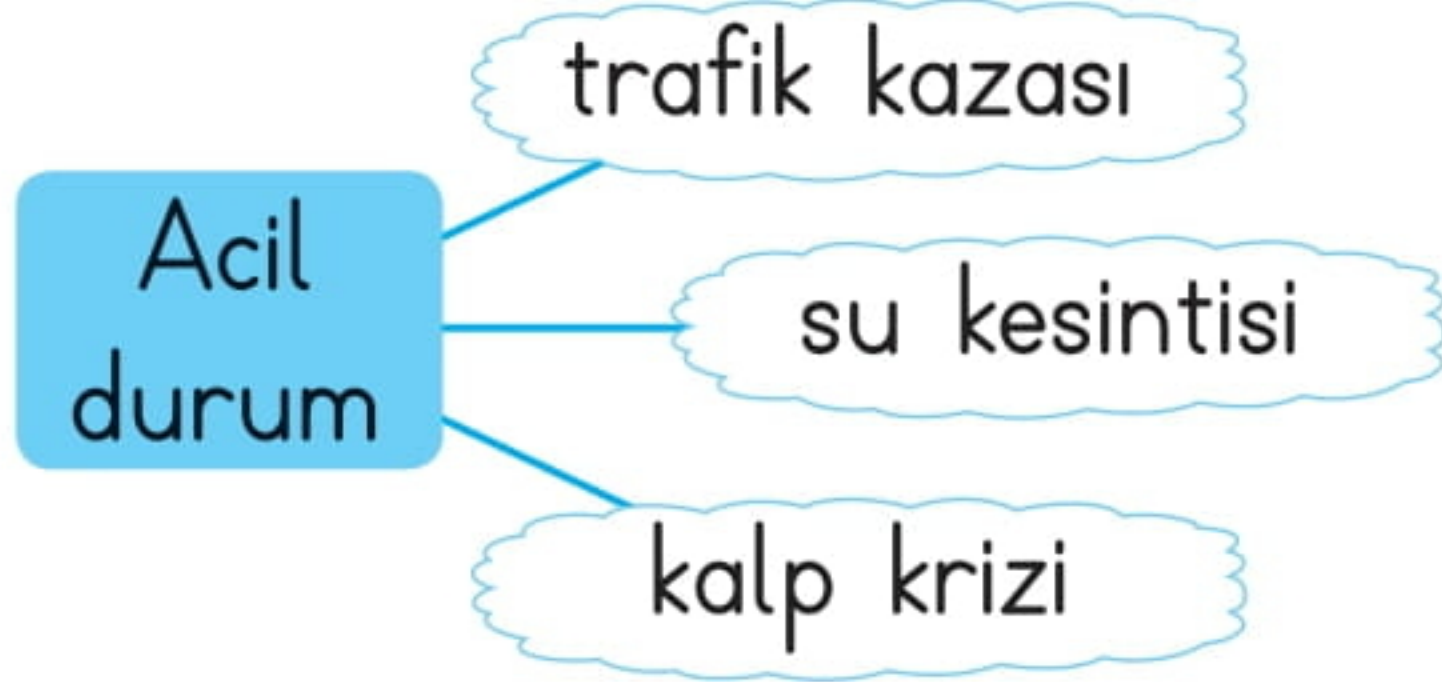 Acil
durum
trafik kazası
su kesintisi
kalp krizi